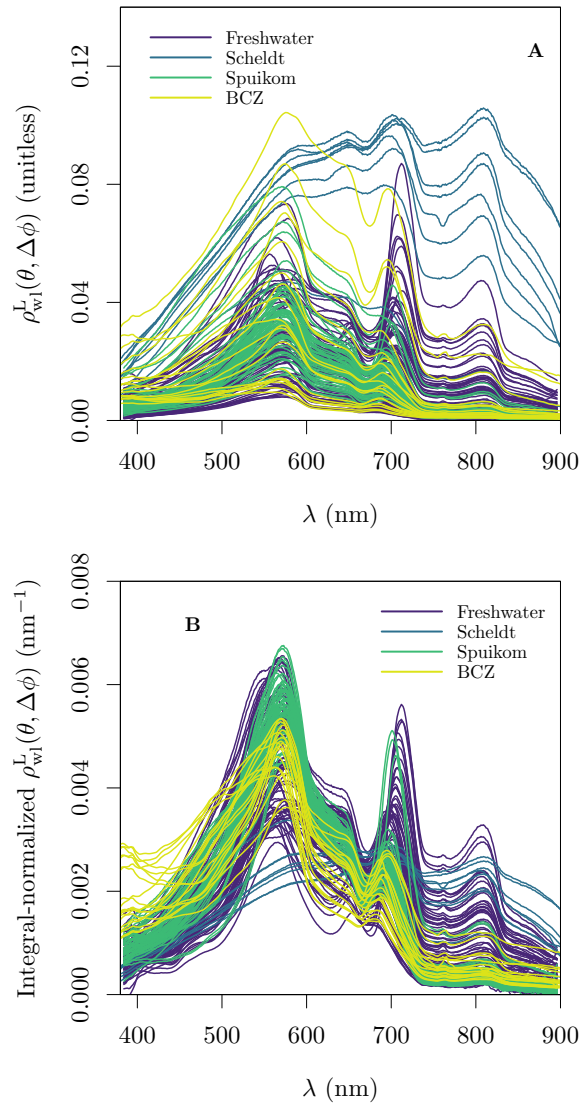 Freshwater
Scheldt
Spuikom
BCZ
A
ρ^L_wl(θ, Δϕ) (unitless)
0.12
0.08
0.04
0.00
400 500 600 700 800 900
λ (nm)
B
Freshwater
Scheldt
Spuikom
BCZ
Integral-normalized ρ^L_wl(θ, Δϕ) (nm⁻¹)
0.008
0.006
0.004
0.002
0.000
400 500 600 700 800 900
λ (nm)